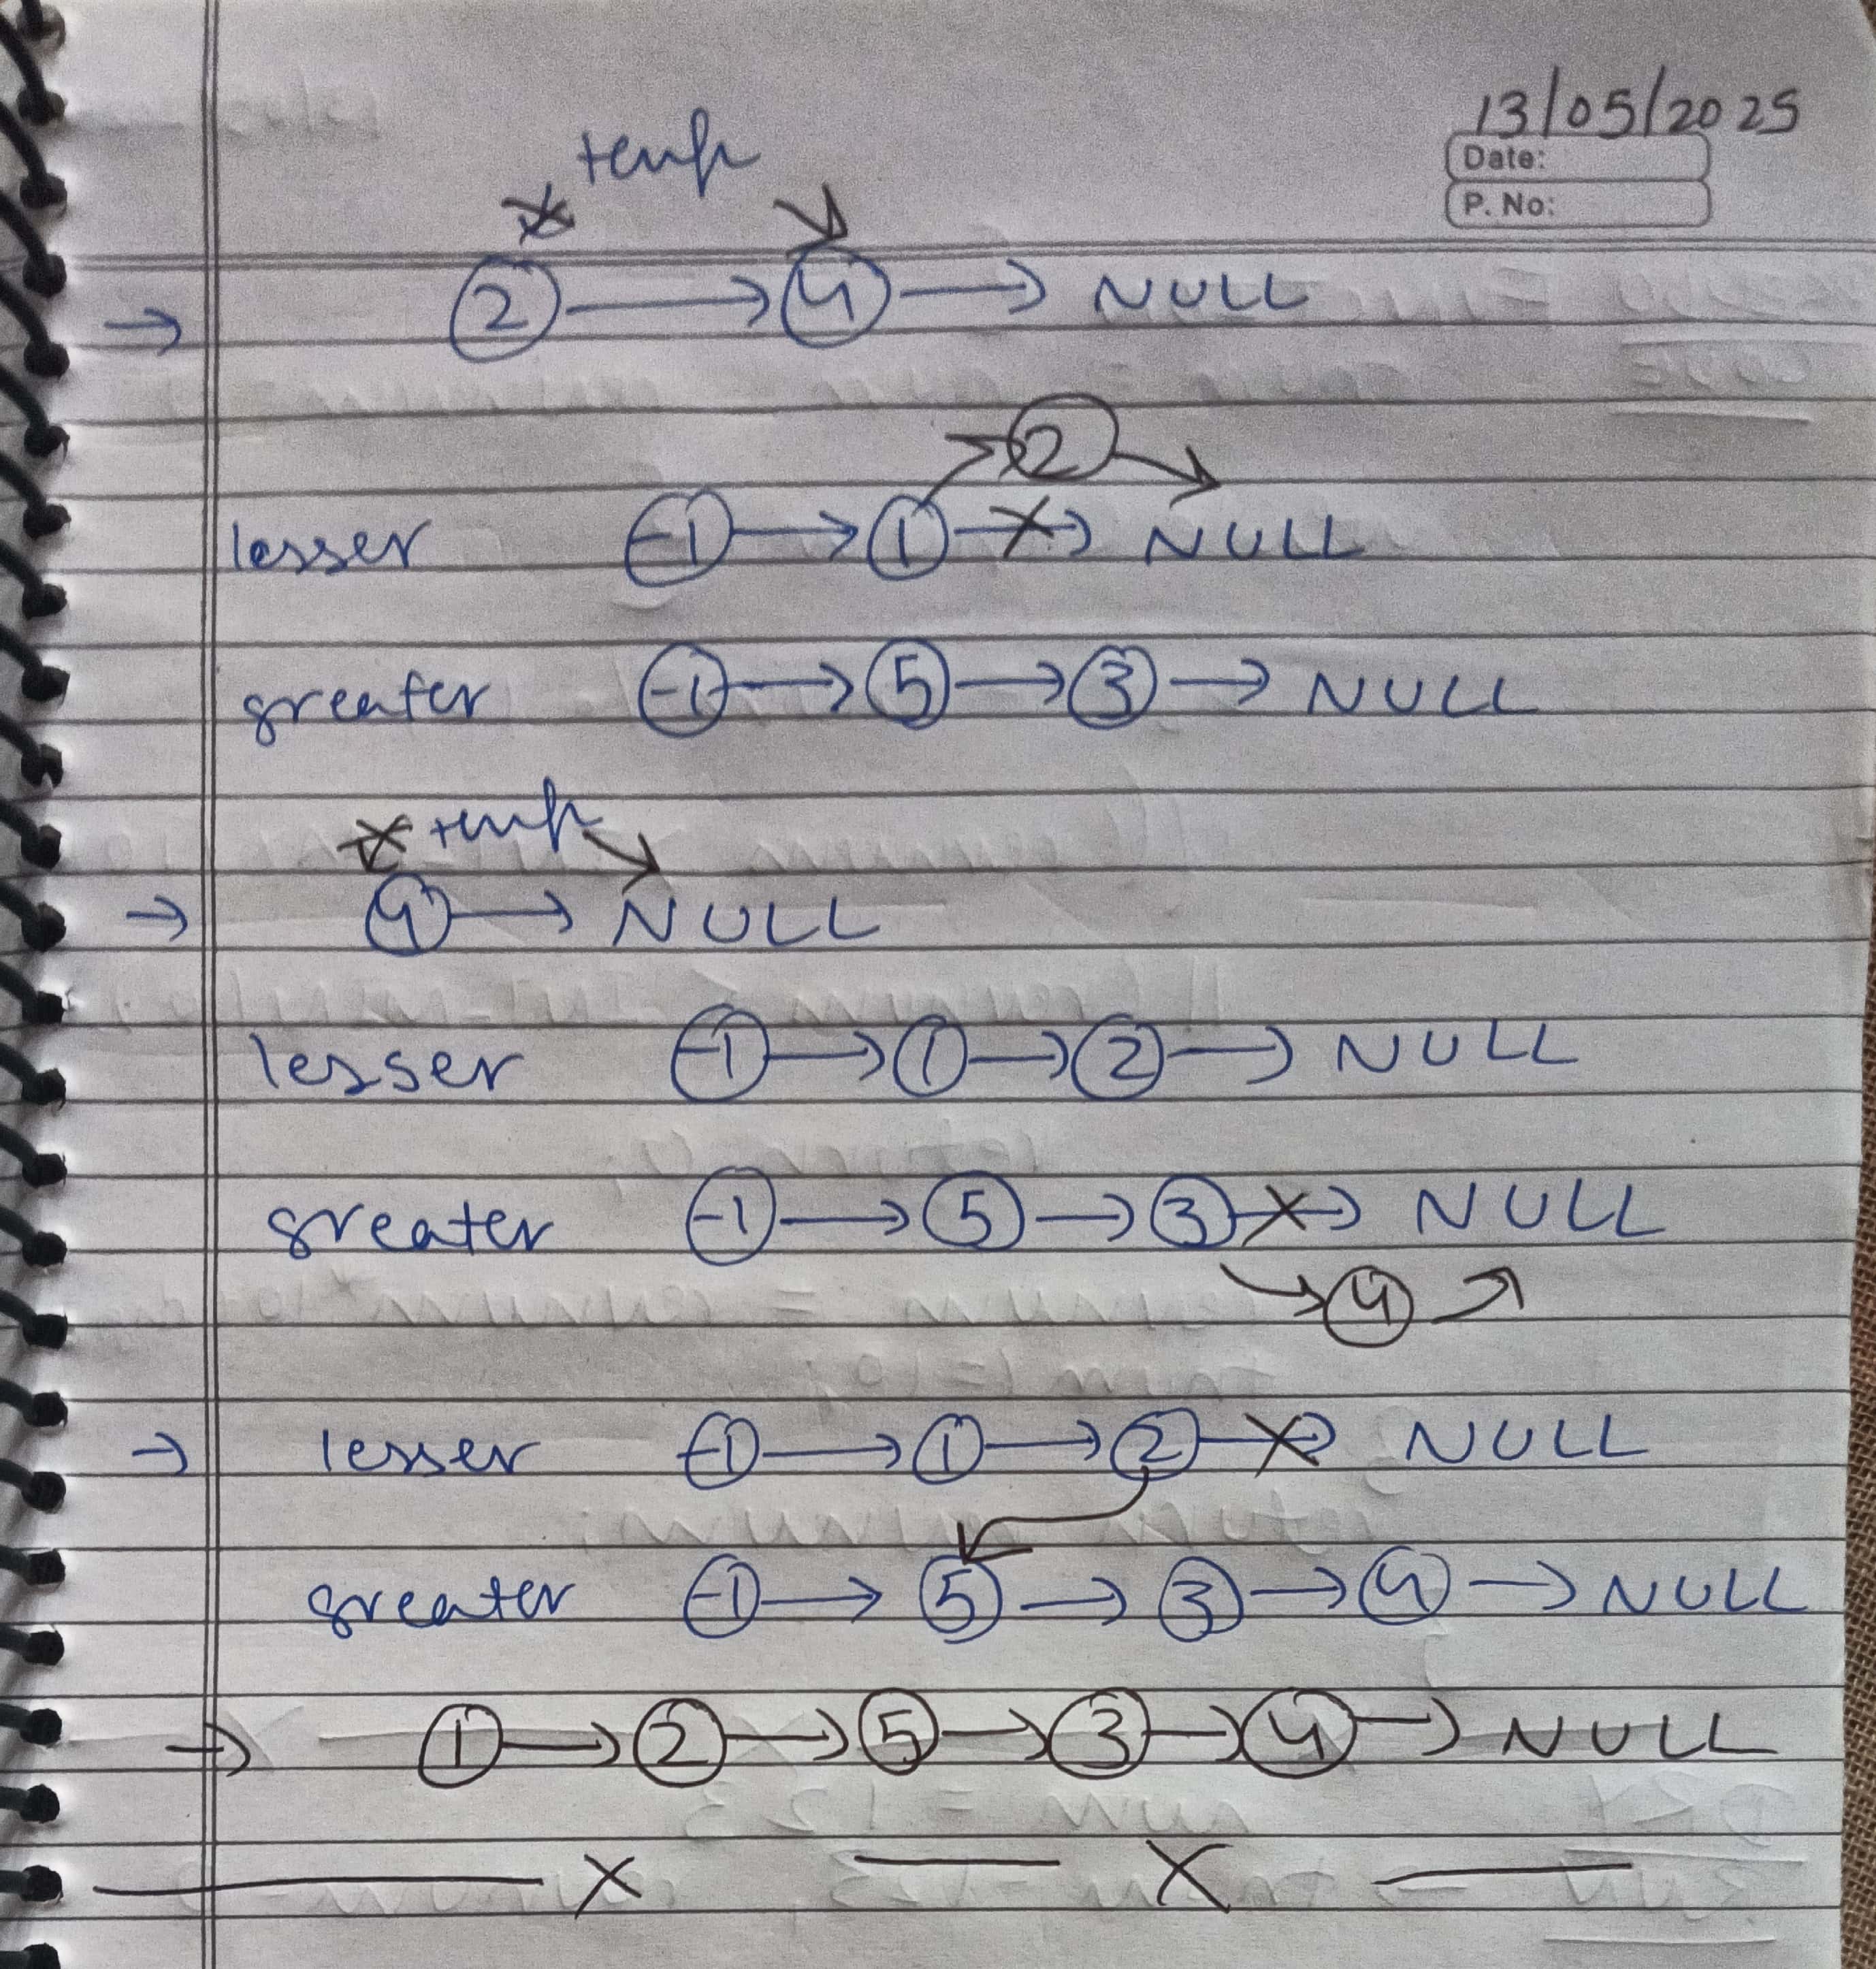 13/05/2025
Date:
P. No:
temp
→ 2 → 4 → NULL
2
lesser -1 → 1 → NULL
greater -1 → 5 → 3 → NULL
temp
→ 4 → NULL
lesser -1 → 1 → 2 → NULL
greater -1 → 5 → 3 → NULL
4
→ lesser -1 → 1 → 2 → NULL
greater -1 → 5 → 3 → 4 → NULL
→ 1 → 2 → 5 → 3 → 4 → NULL
— X — X —